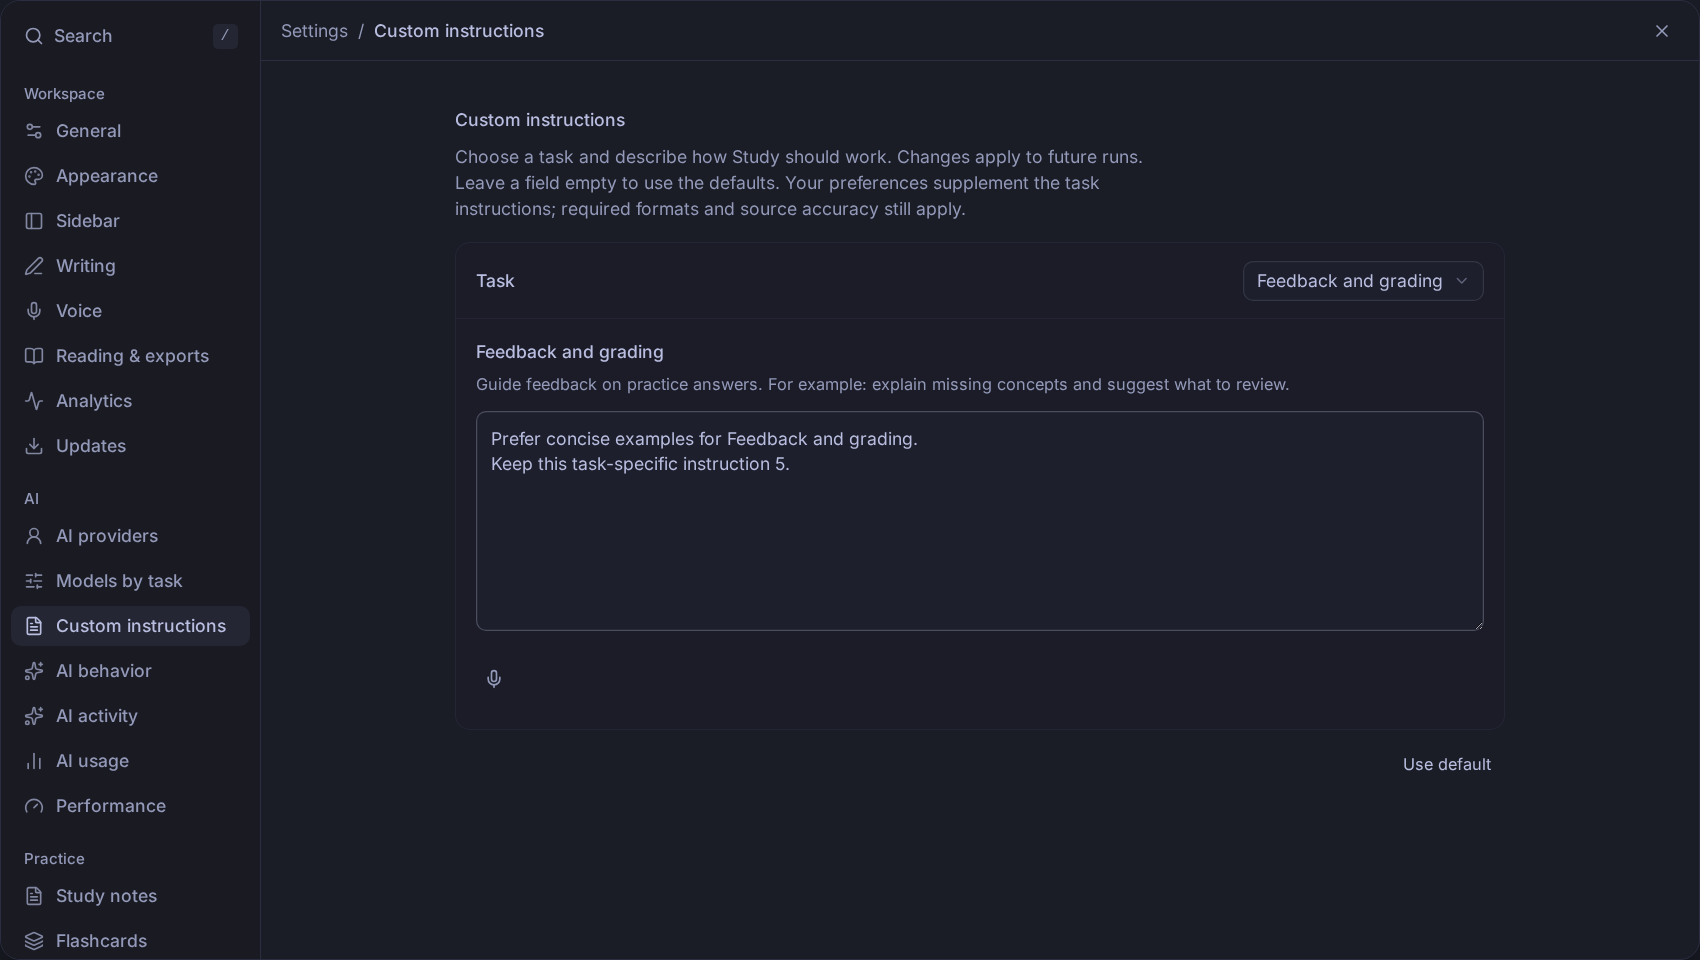 Search
/
Workspace
General
Appearance
Sidebar
Writing
Voice
Reading & exports
Analytics
Updates
AI
AI providers
Models by task
Custom instructions
AI behavior
AI activity
AI usage
Performance
Practice
Study notes
Flashcards
Settings / Custom instructions
Custom instructions
Choose a task and describe how Study should work. Changes apply to future runs.
Leave a field empty to use the defaults. Your preferences supplement the task
instructions; required formats and source accuracy still apply.
Task
Feedback and grading
Feedback and grading
Guide feedback on practice answers. For example: explain missing concepts and suggest what to review.
Prefer concise examples for Feedback and grading.
Keep this task-specific instruction 5.
Use default